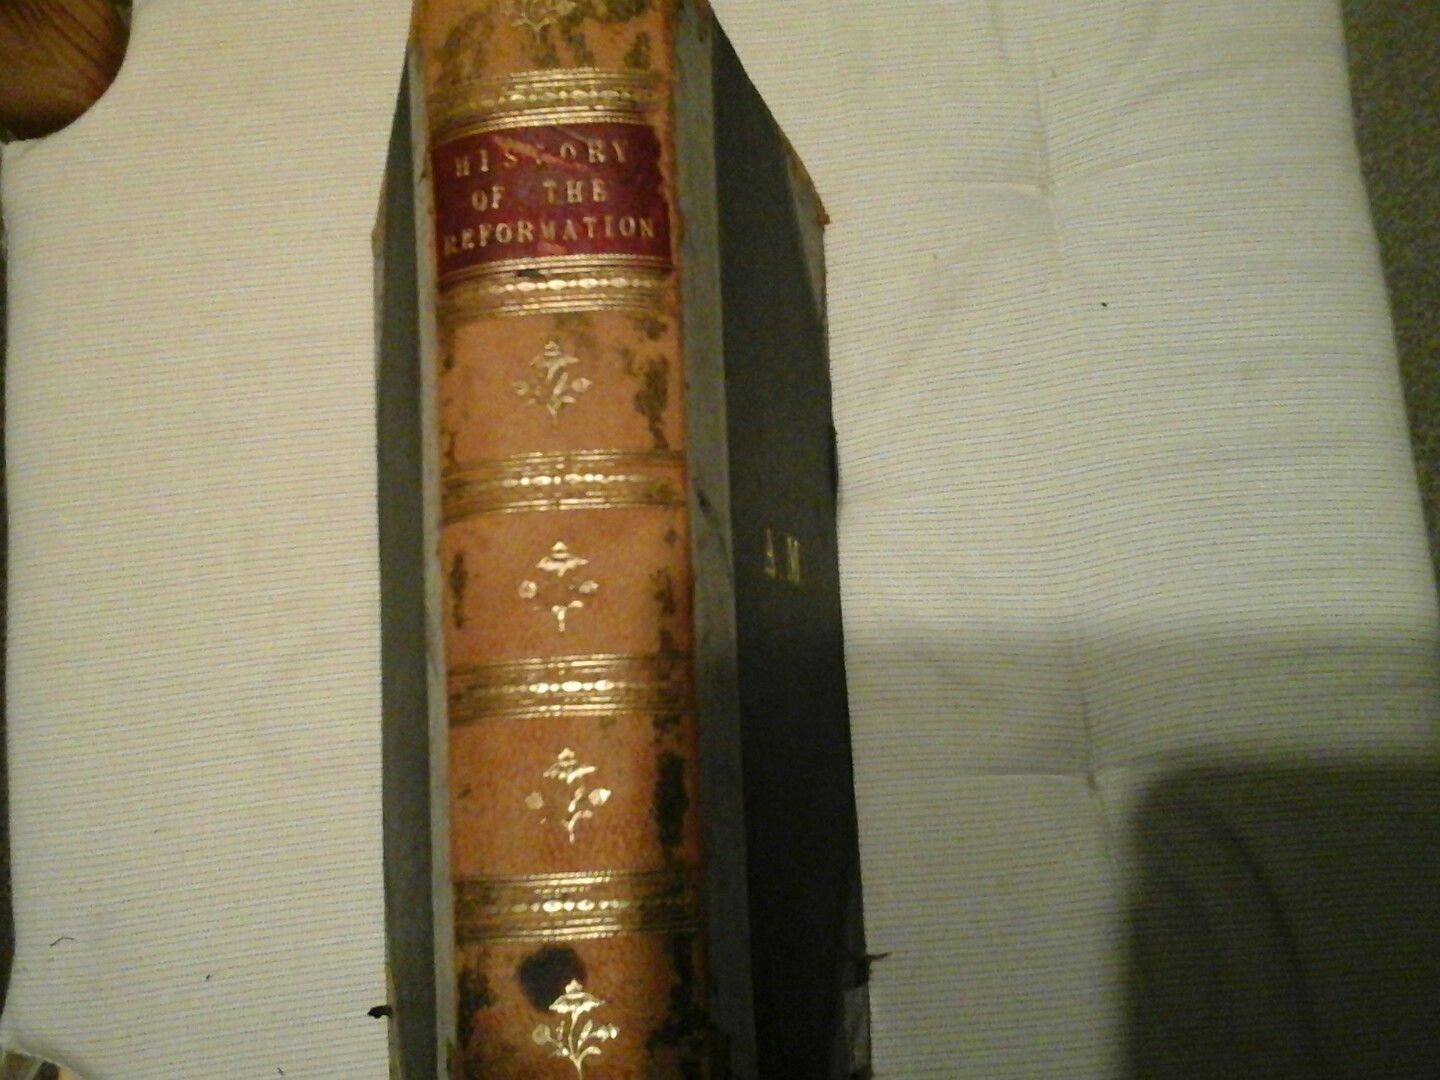 HISTORY
OF THE
REFORMATION
A.M